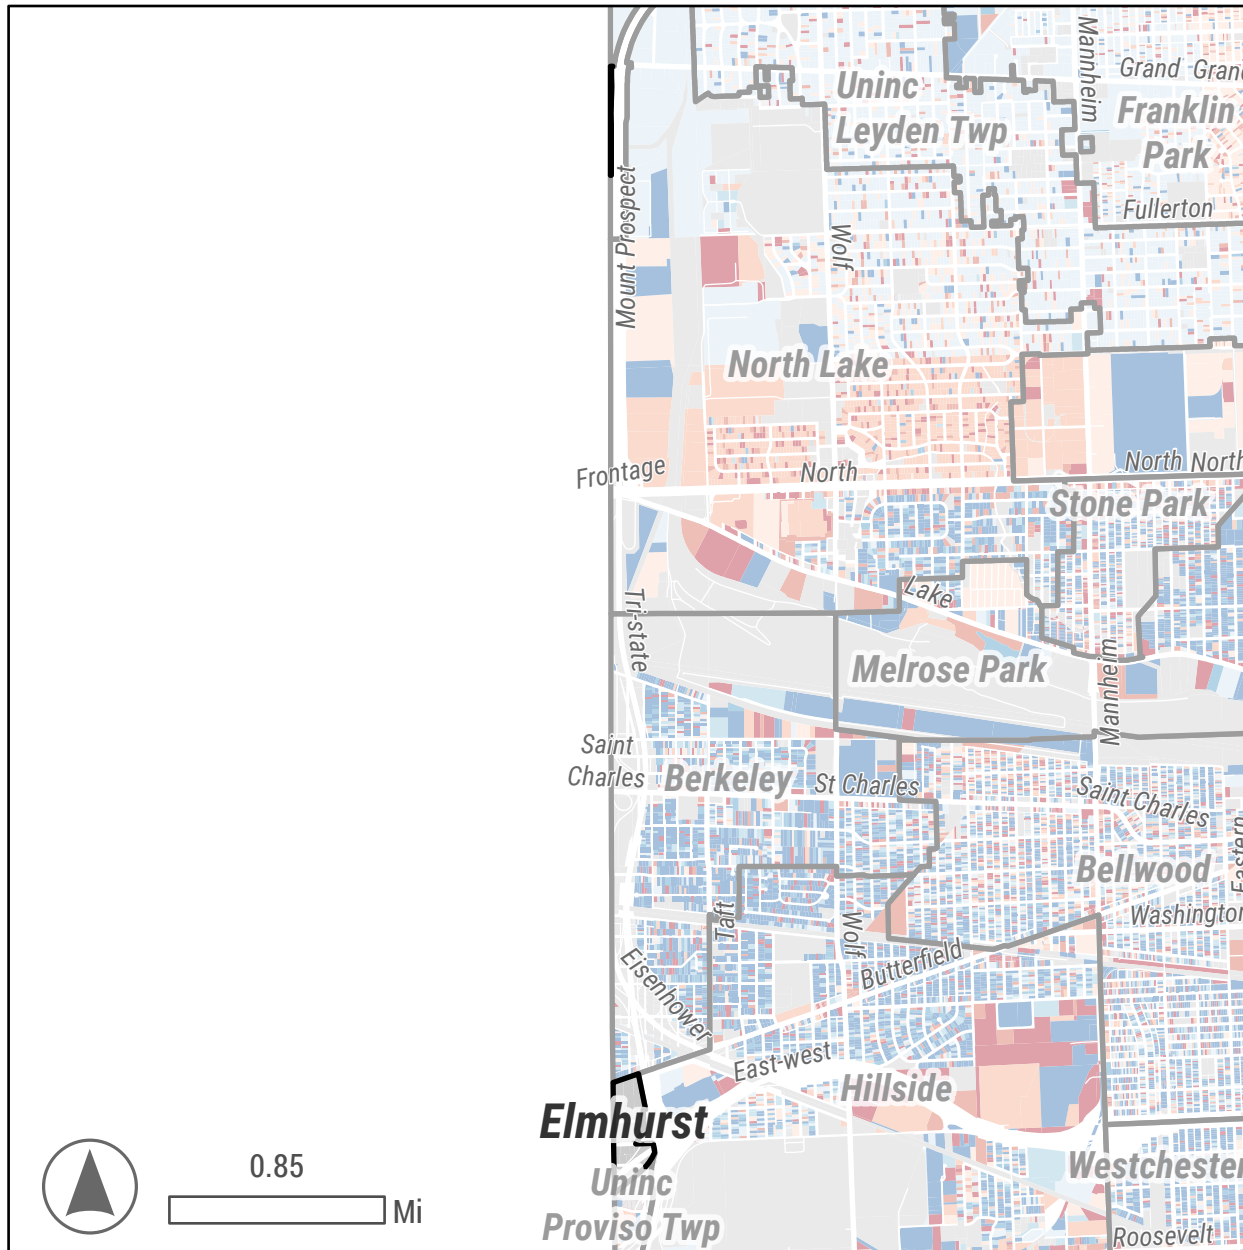 Mannheim
Grand Grand
Uninc
Leyden Twp
Franklin
Park
Mount Prospect
Fullerton
Wolf
North Lake
Frontage
North
North North
Stone Park
Lake
Tri-state
Melrose Park
Mannheim
Saint
Charles
Berkeley
St Charles
Saint Charles
Eastern
Bellwood
Taft
Wolf
Washington
Butterfield
Eisenhower
East-west
Hillside
Elmhurst
0.85
Mi
Uninc
Proviso Twp
Westchester
Roosevelt